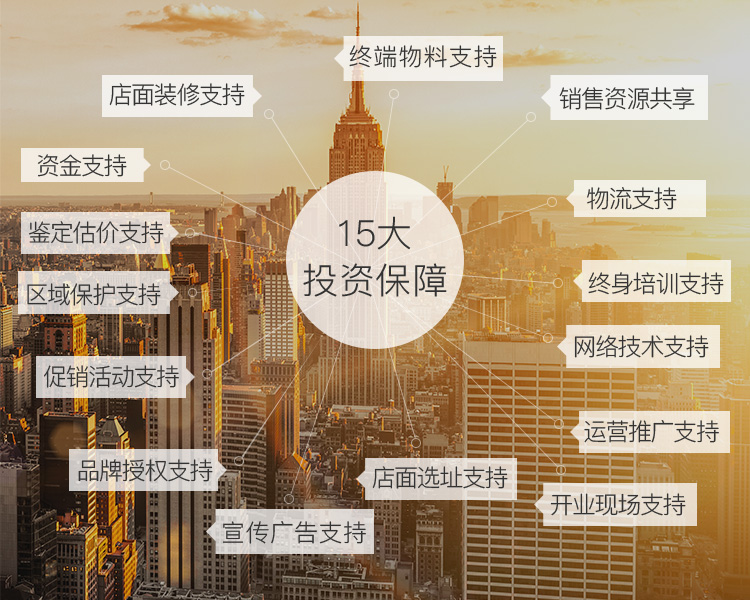 终端物料支持
店面装修支持
销售资源共享
资金支持
物流支持
鉴定估价支持
15大
投资保障
区域保护支持
终身培训支持
网络技术支持
促销活动支持
运营推广支持
品牌授权支持
店面选址支持
开业现场支持
宣传广告支持